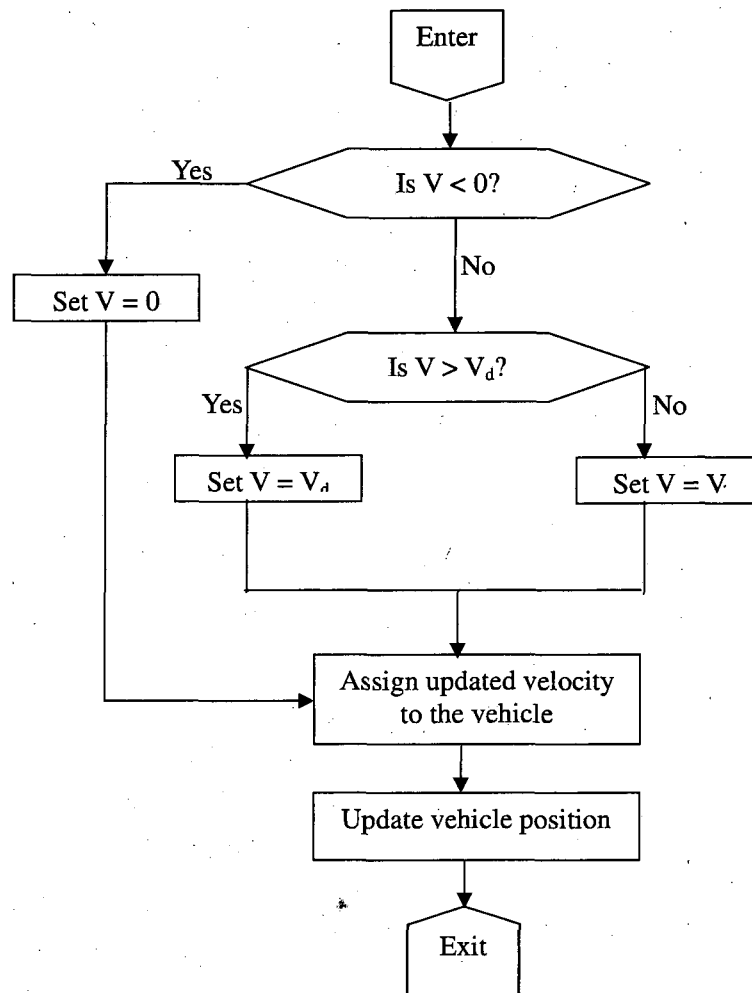 Enter
Is V < 0?
Yes
No
Set V = 0
Is V > V_d?
Yes
No
Set V = V_d
Set V = V
Assign updated velocity
to the vehicle
Update vehicle position
Exit